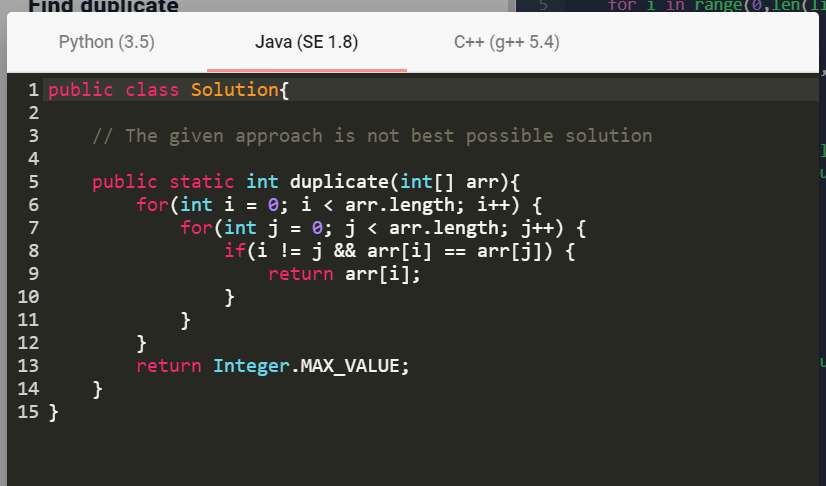 Find duplicate
5 for i in range(0,len(li
Python (3.5) Java (SE 1.8) C++ (g++ 5.4)
1 public class Solution{
2
3 // The given approach is not best possible solution
4
5 public static int duplicate(int[] arr){
6 for(int i = 0; i < arr.length; i++) {
7 for(int j = 0; j < arr.length; j++) {
8 if(i != j && arr[i] == arr[j]) {
9 return arr[i];
10 }
11 }
12 }
13 return Integer.MAX_VALUE;
14 }
15 }